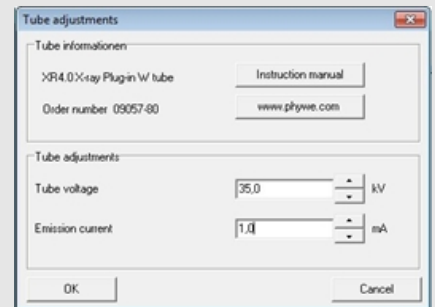 Tube adjustments
Tube informationen
XR4.0 X-ray Plug-in W tube
Instruction manual
Order number 09057-80
www.phywe.com
Tube adjustments
Tube voltage 35,0 kV
Emission current 1,0 mA
OK Cancel